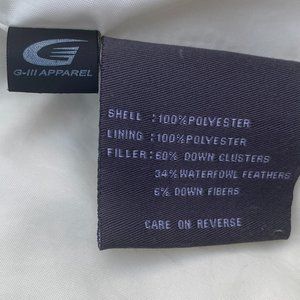 G-III APPAREL
SHELL :100%POLYESTER
LINING :100%POLYESTER
FILLER:60% DOWN CLUSTERS
34% WATERFOWL FEATHERS
6% DOWN FIBERS
CARE ON REVERSE